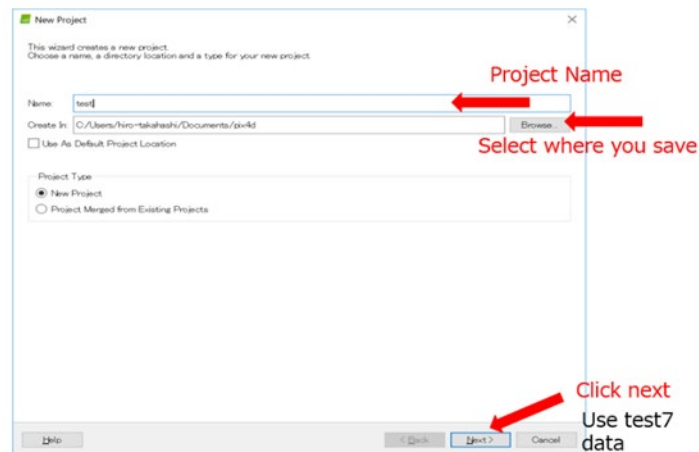 New Project
This wizard creates a new project.
Choose a name, a directory location and a type for your new project.
Project Name
Name: test
Create In: C:/Users/hiro-takahashi/Documents/pix4d Browse...
Select where you save
Use As Default Project Location
Project Type
New Project
Project Merged from Existing Projects
Click next
Use test7
data
Help < Back Next > Cancel